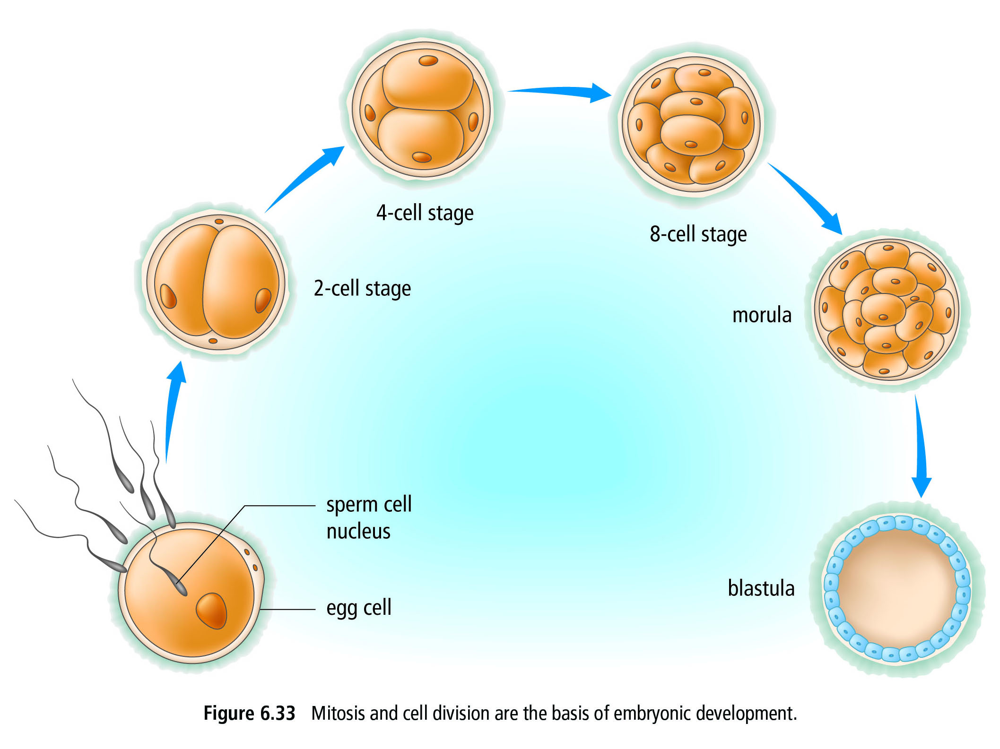 4-cell stage
8-cell stage
2-cell stage
morula
sperm cell
nucleus
egg cell
blastula
Figure 6.33 Mitosis and cell division are the basis of embryonic development.